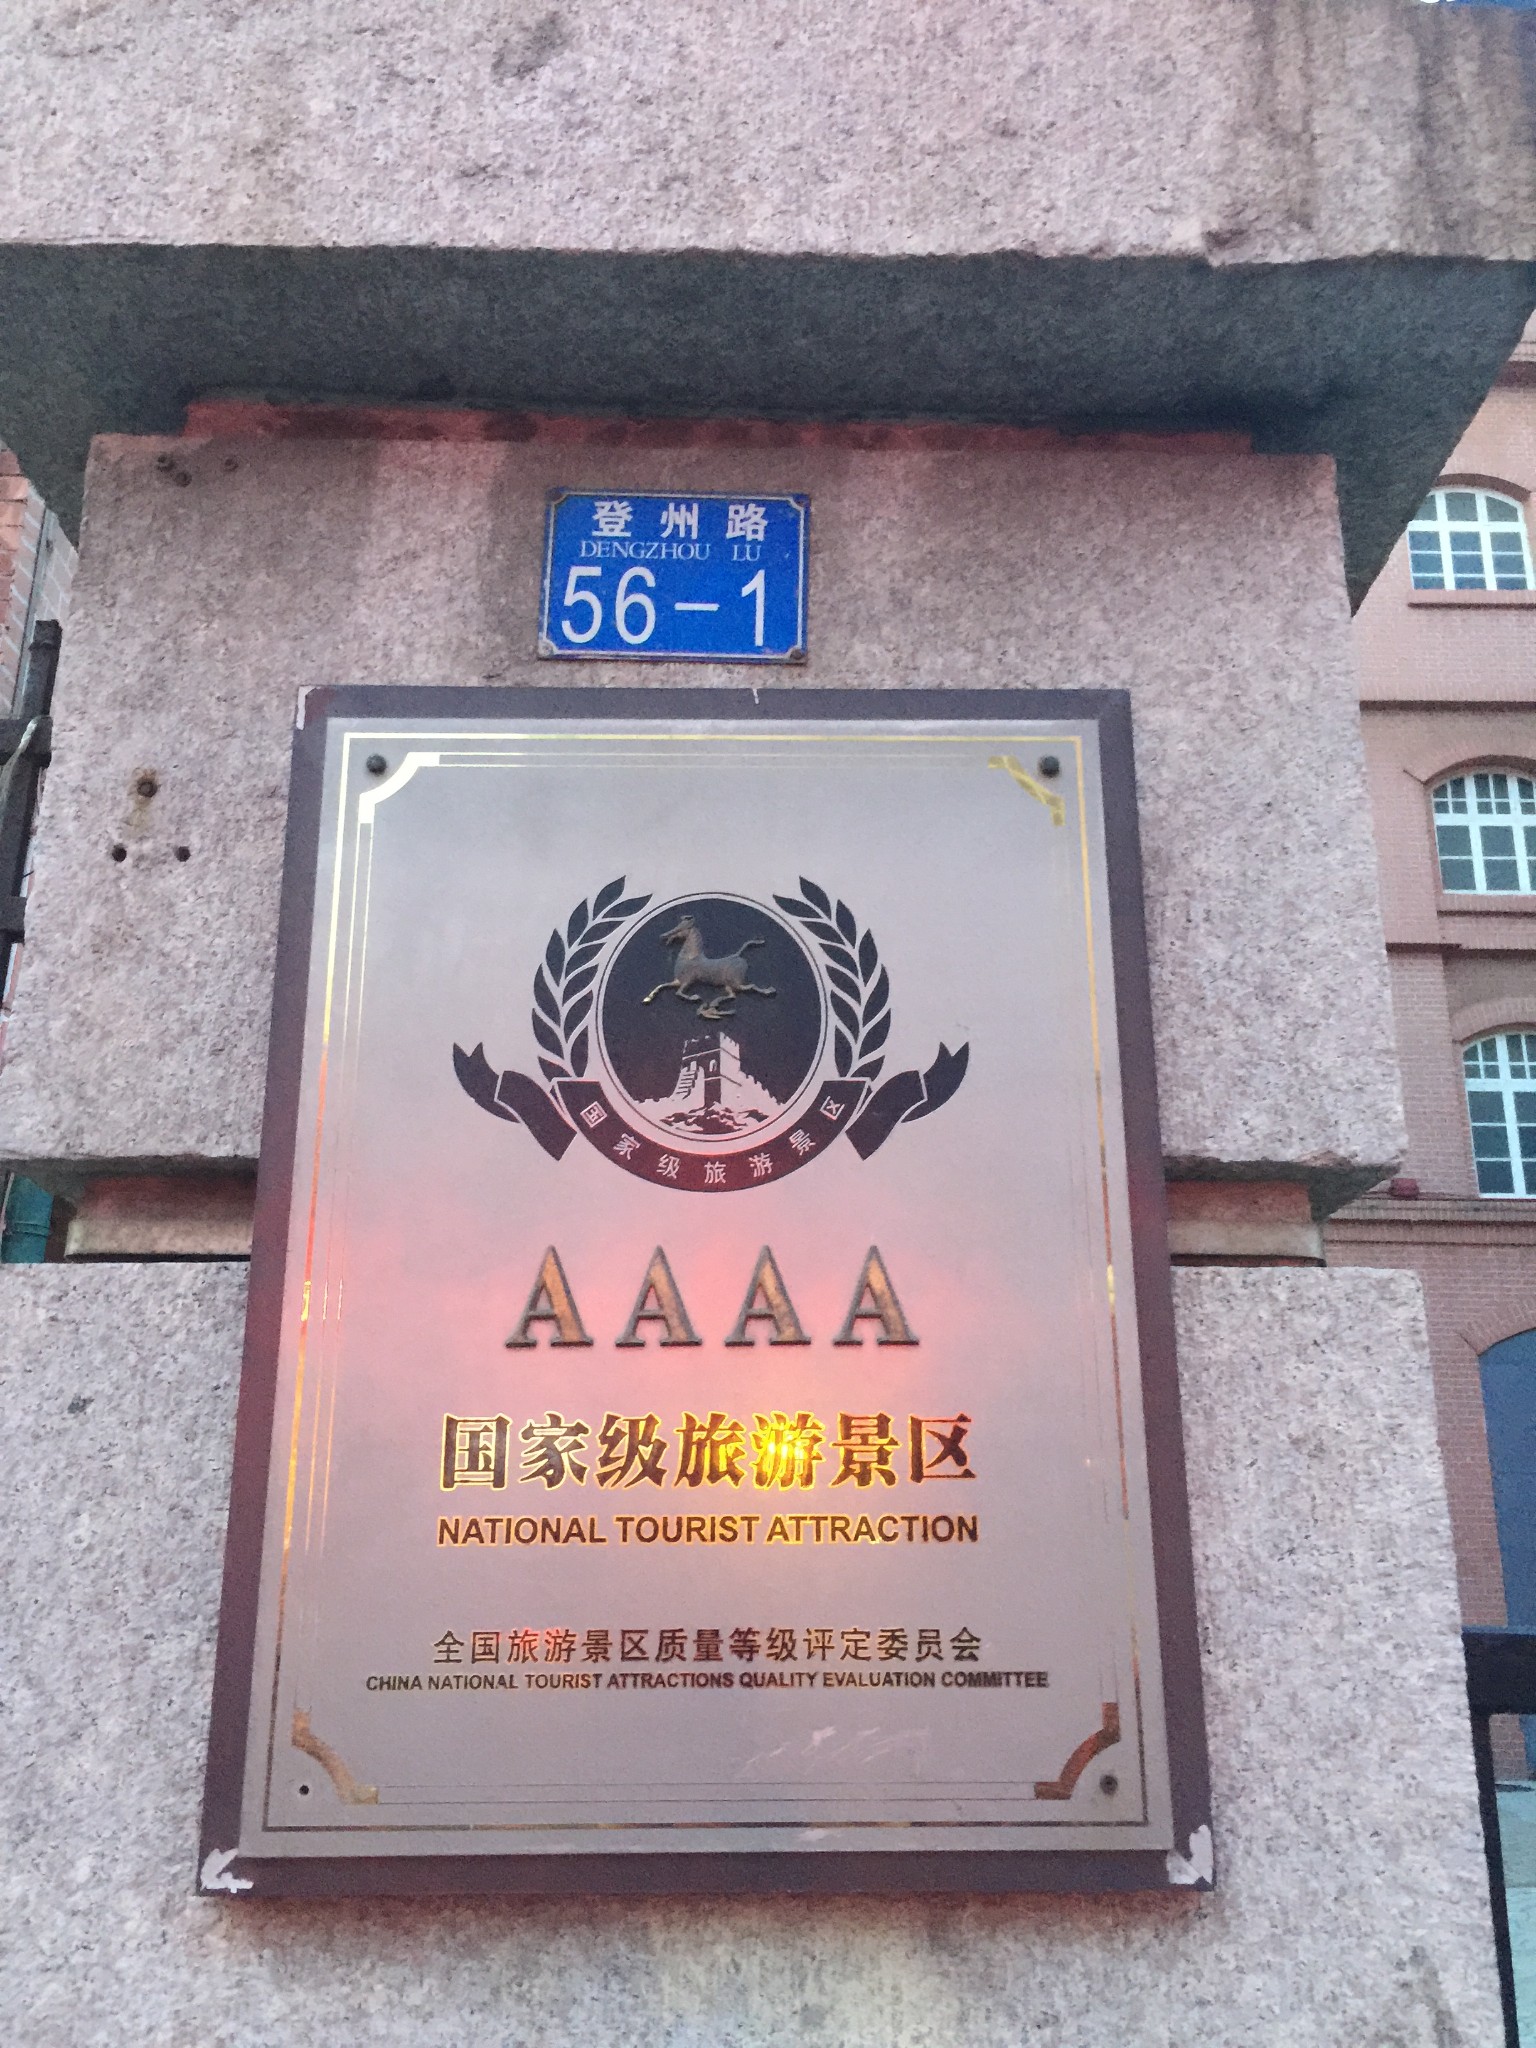 登州路
DENGZHOU LU
56-1
国家级旅游景区
AAAA
国家级旅游景区
NATIONAL TOURIST ATTRACTION
全国旅游景区质量等级评定委员会
CHINA NATIONAL TOURIST ATTRACTIONS QUALITY EVALUATION COMMITTEE